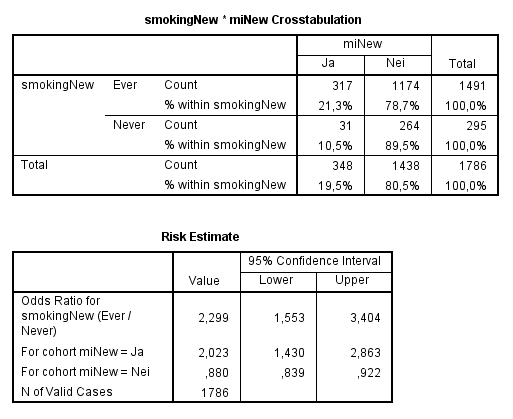 smokingNew * miNew Crosstabulation
miNew
Ja Nei Total
smokingNew Ever Count 317 1174 1491
% within smokingNew 21,3% 78,7% 100,0%
Never Count 31 264 295
% within smokingNew 10,5% 89,5% 100,0%
Total Count 348 1438 1786
% within smokingNew 19,5% 80,5% 100,0%
Risk Estimate
95% Confidence Interval
Value Lower Upper
Odds Ratio for
smokingNew (Ever /
Never) 2,299 1,553 3,404
For cohort miNew = Ja 2,023 1,430 2,863
For cohort miNew = Nei ,880 ,839 ,922
N of Valid Cases 1786